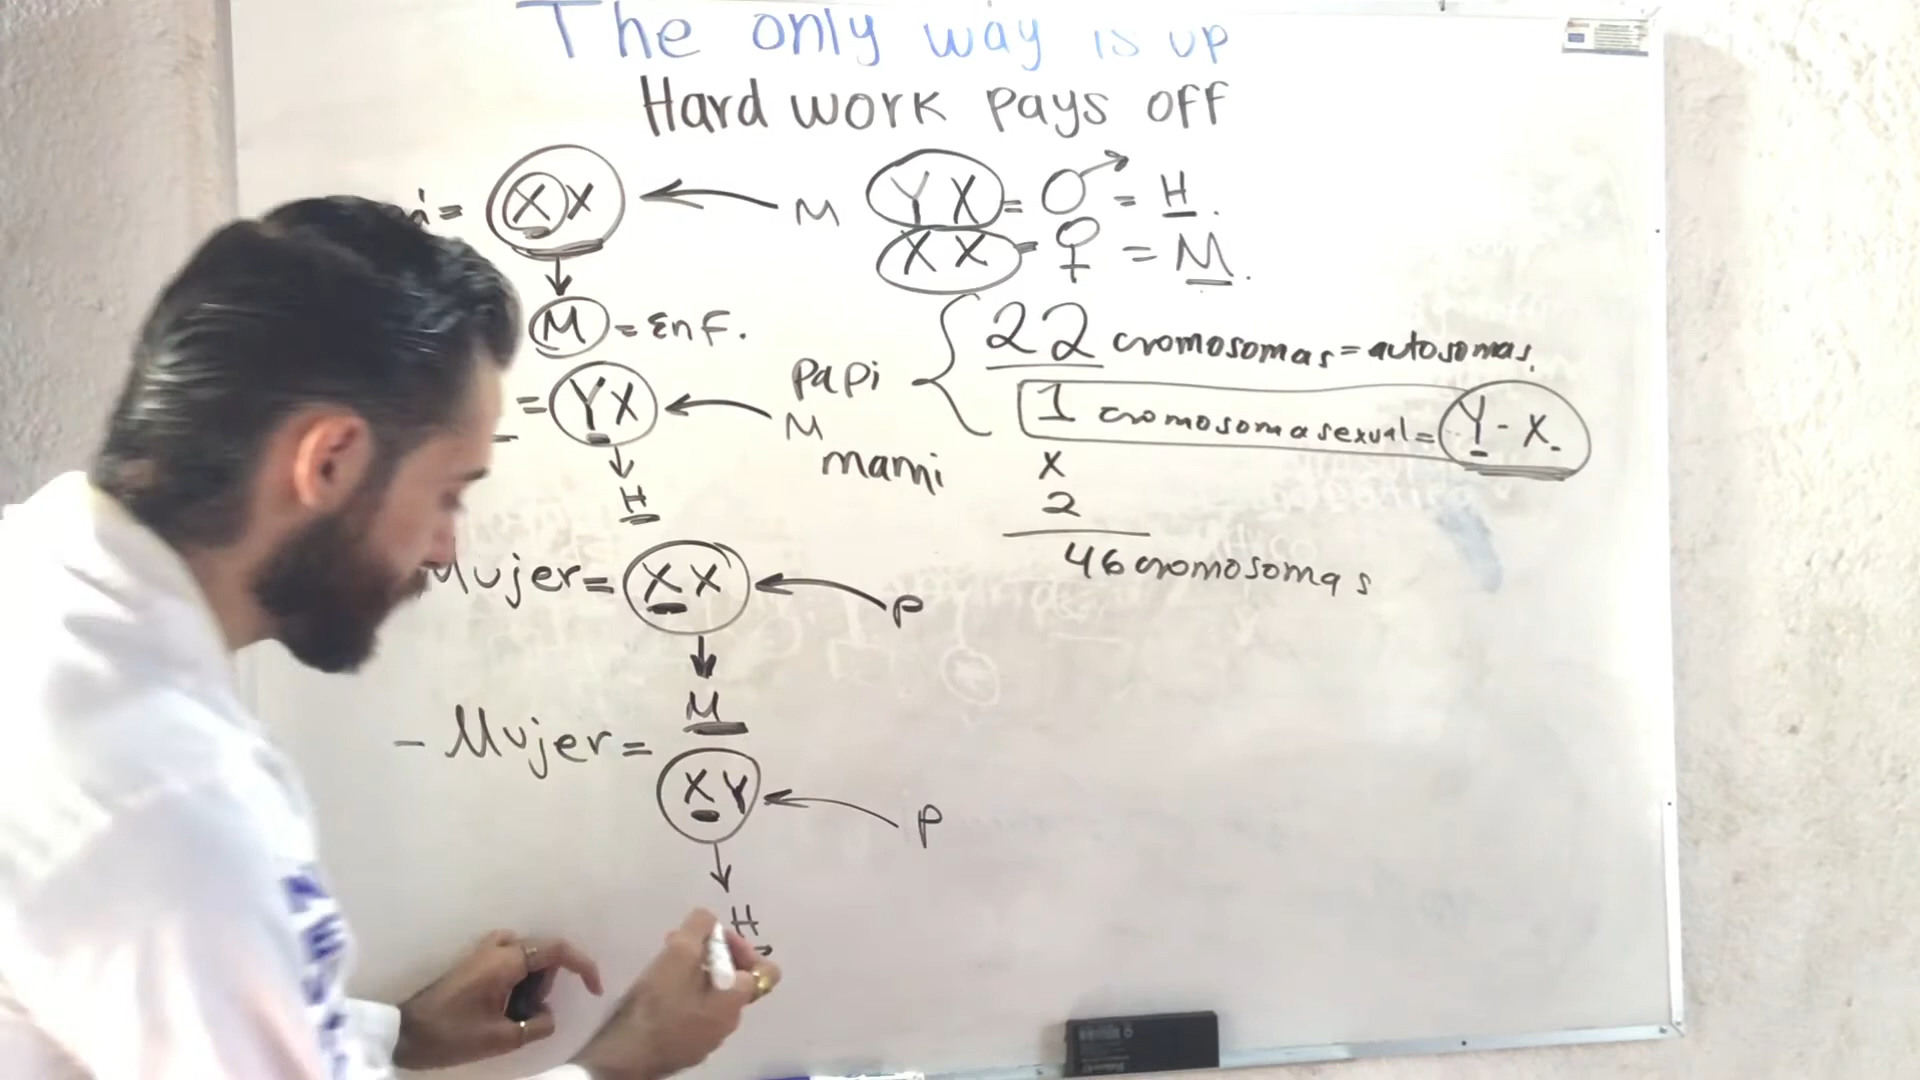 The only way is up
Hard work pays off
= XX ← M
↓
M = Enf.
= YX ← M
↓
H
Mujer = XX ← P
↓
M
- Mujer = XY ← P
↓
H
YX = ♂ = H.
XX = ♀ = M.
papi
mami
22 cromosomas = autosomas.
1 cromosoma sexual = Y - X.
X
2
46 cromosomas